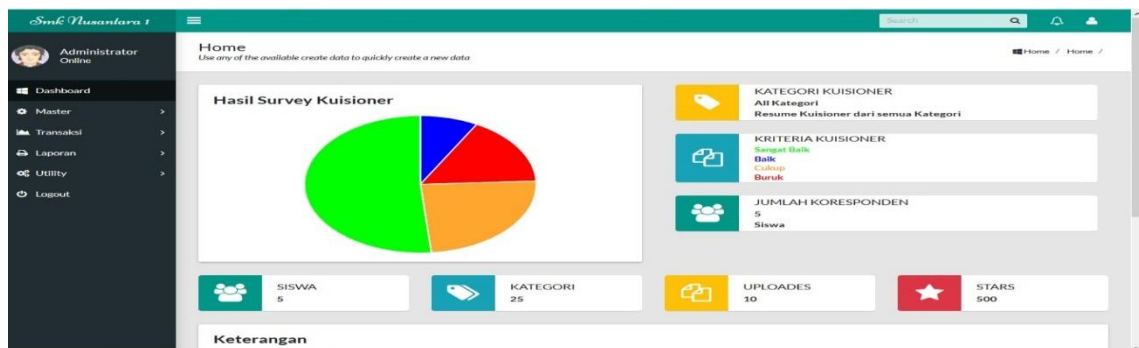 Smk Nusantara 1
Search
Administrator
Online
Home
Use any of the available create data to quickly create a new data
Home / Home /
Dashboard
Master
Transaksi
Laporan
Utility
Logout
Hasil Survey Kuisioner
KATEGORI KUISIONER
All Kategori
Resume Kuisioner dari semua Kategori
KRITERIA KUISIONER
Sangat Baik
Baik
Cukup
Buruk
JUMLAH KORESPONDEN
5
Siswa
SISWA
5
KATEGORI
25
UPLOADES
10
STARS
500
Keterangan